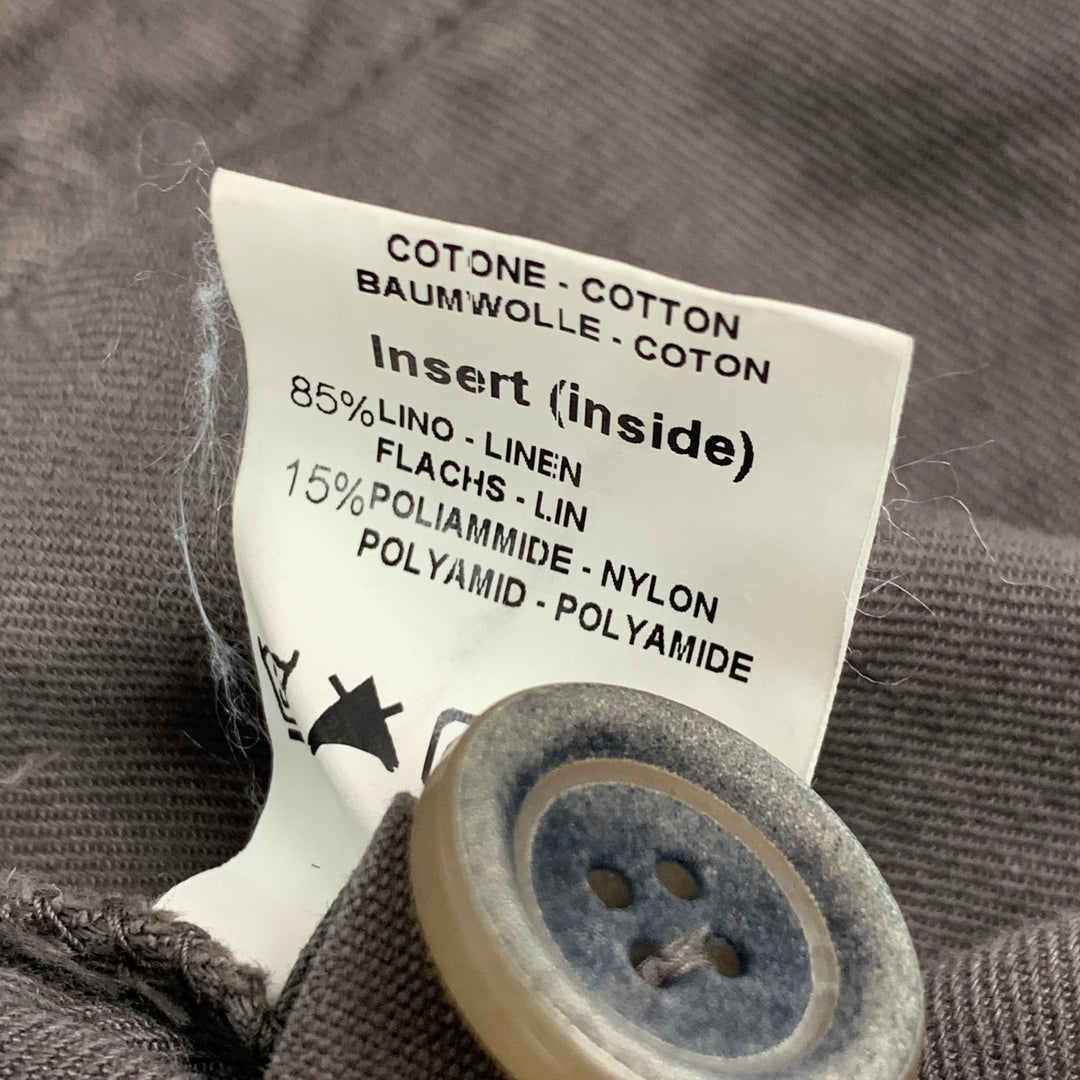 COTONE - COTTON
BAUMWOLLE - COTON
Insert (inside)
85% LINO - LINEN
FLACHS - LIN
15% POLIAMMIDE - NYLON
POLYAMID - POLYAMIDE